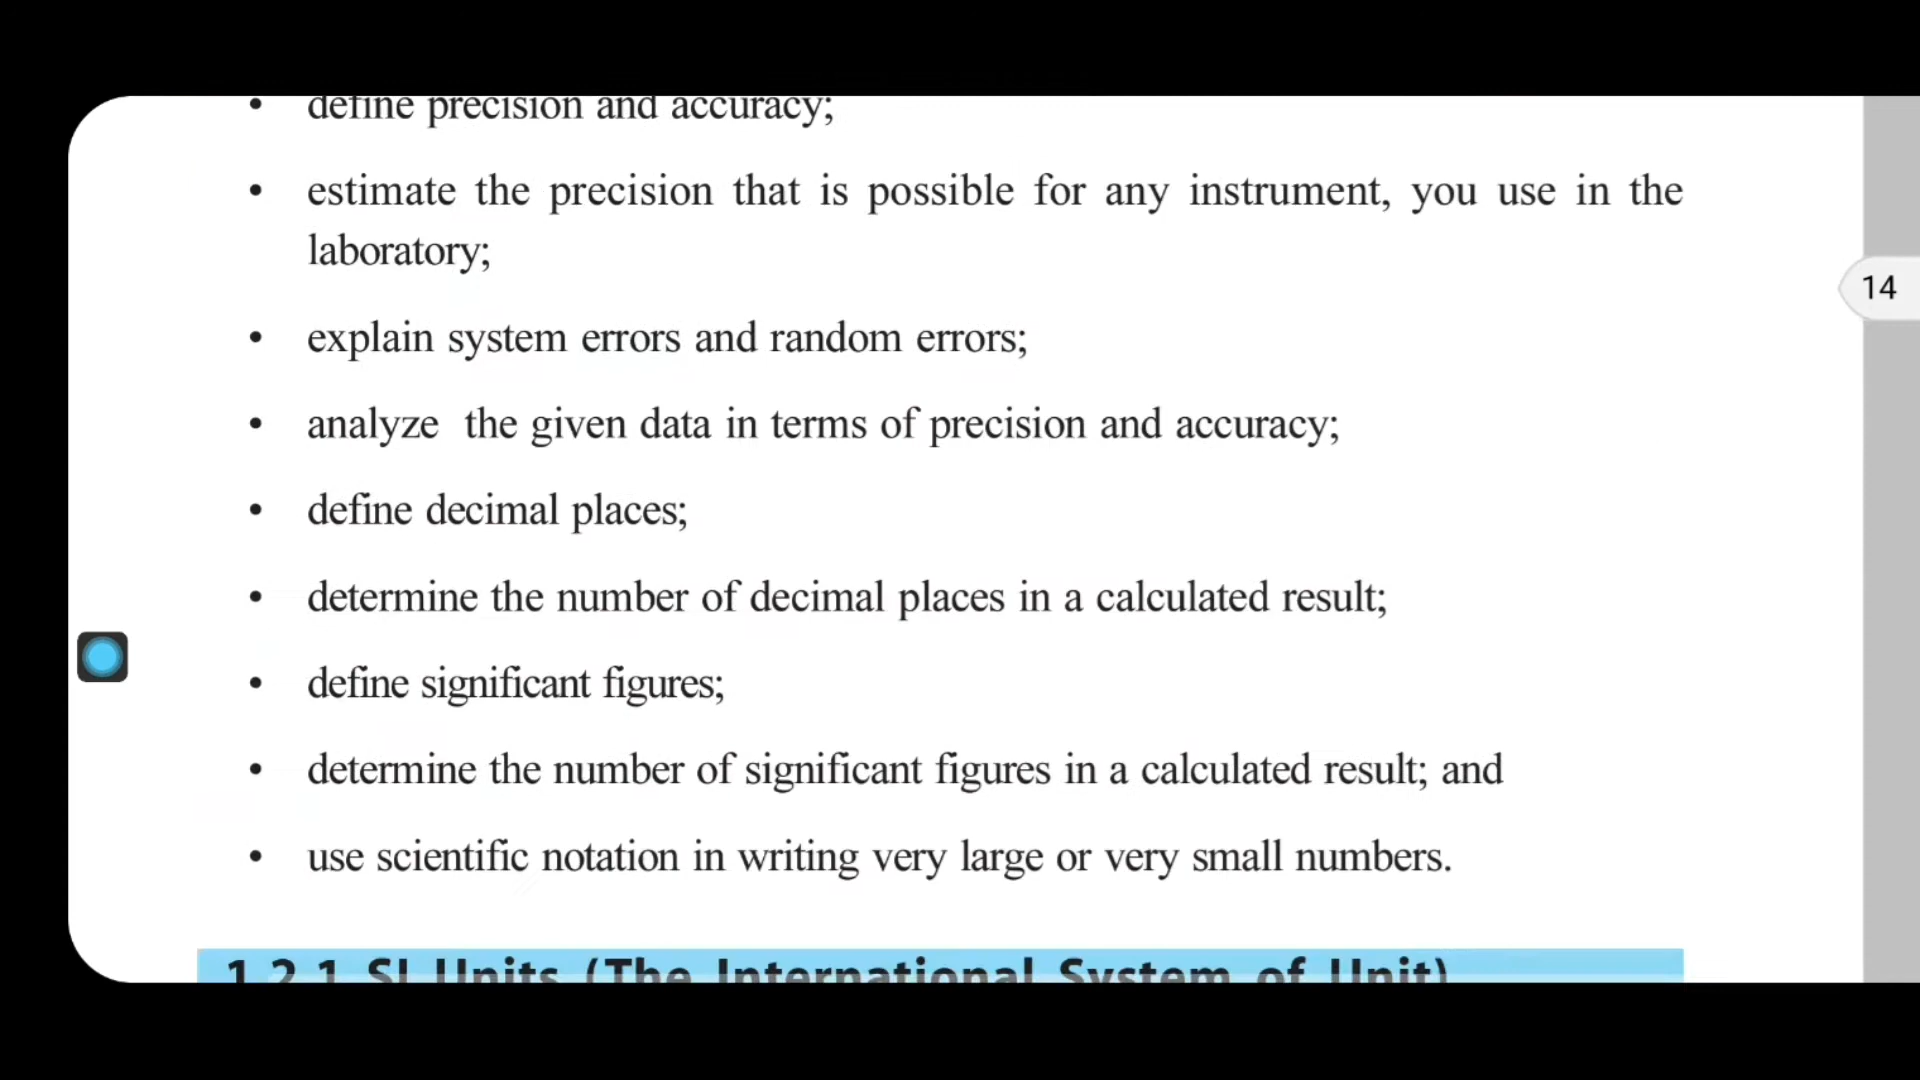 • define precision and accuracy;
• estimate the precision that is possible for any instrument, you use in the
laboratory;
14
• explain system errors and random errors;
• analyze the given data in terms of precision and accuracy;
• define decimal places;
• determine the number of decimal places in a calculated result;
• define significant figures;
• determine the number of significant figures in a calculated result; and
• use scientific notation in writing very large or very small numbers.
1.2.1 SI Units (The International System of Unit)